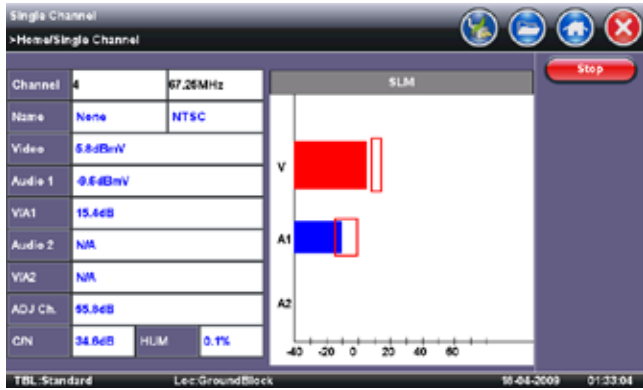 Single Channel
>Home/Single Channel
Stop
Channel 4 67.25MHz
Name None NTSC
Video 5.8dBmV
Audio 1 -9.6dBmV
V/A1 15.4dB
Audio 2 N/A
V/A2 N/A
ADJ Ch. 55.8dB
C/N 34.6dB HUM 0.1%
SLM
V
A1
A2
-40 -20 0 20 40 60
TBL:Standard Loc:GroundBlock 16-04-2009 01:33:04